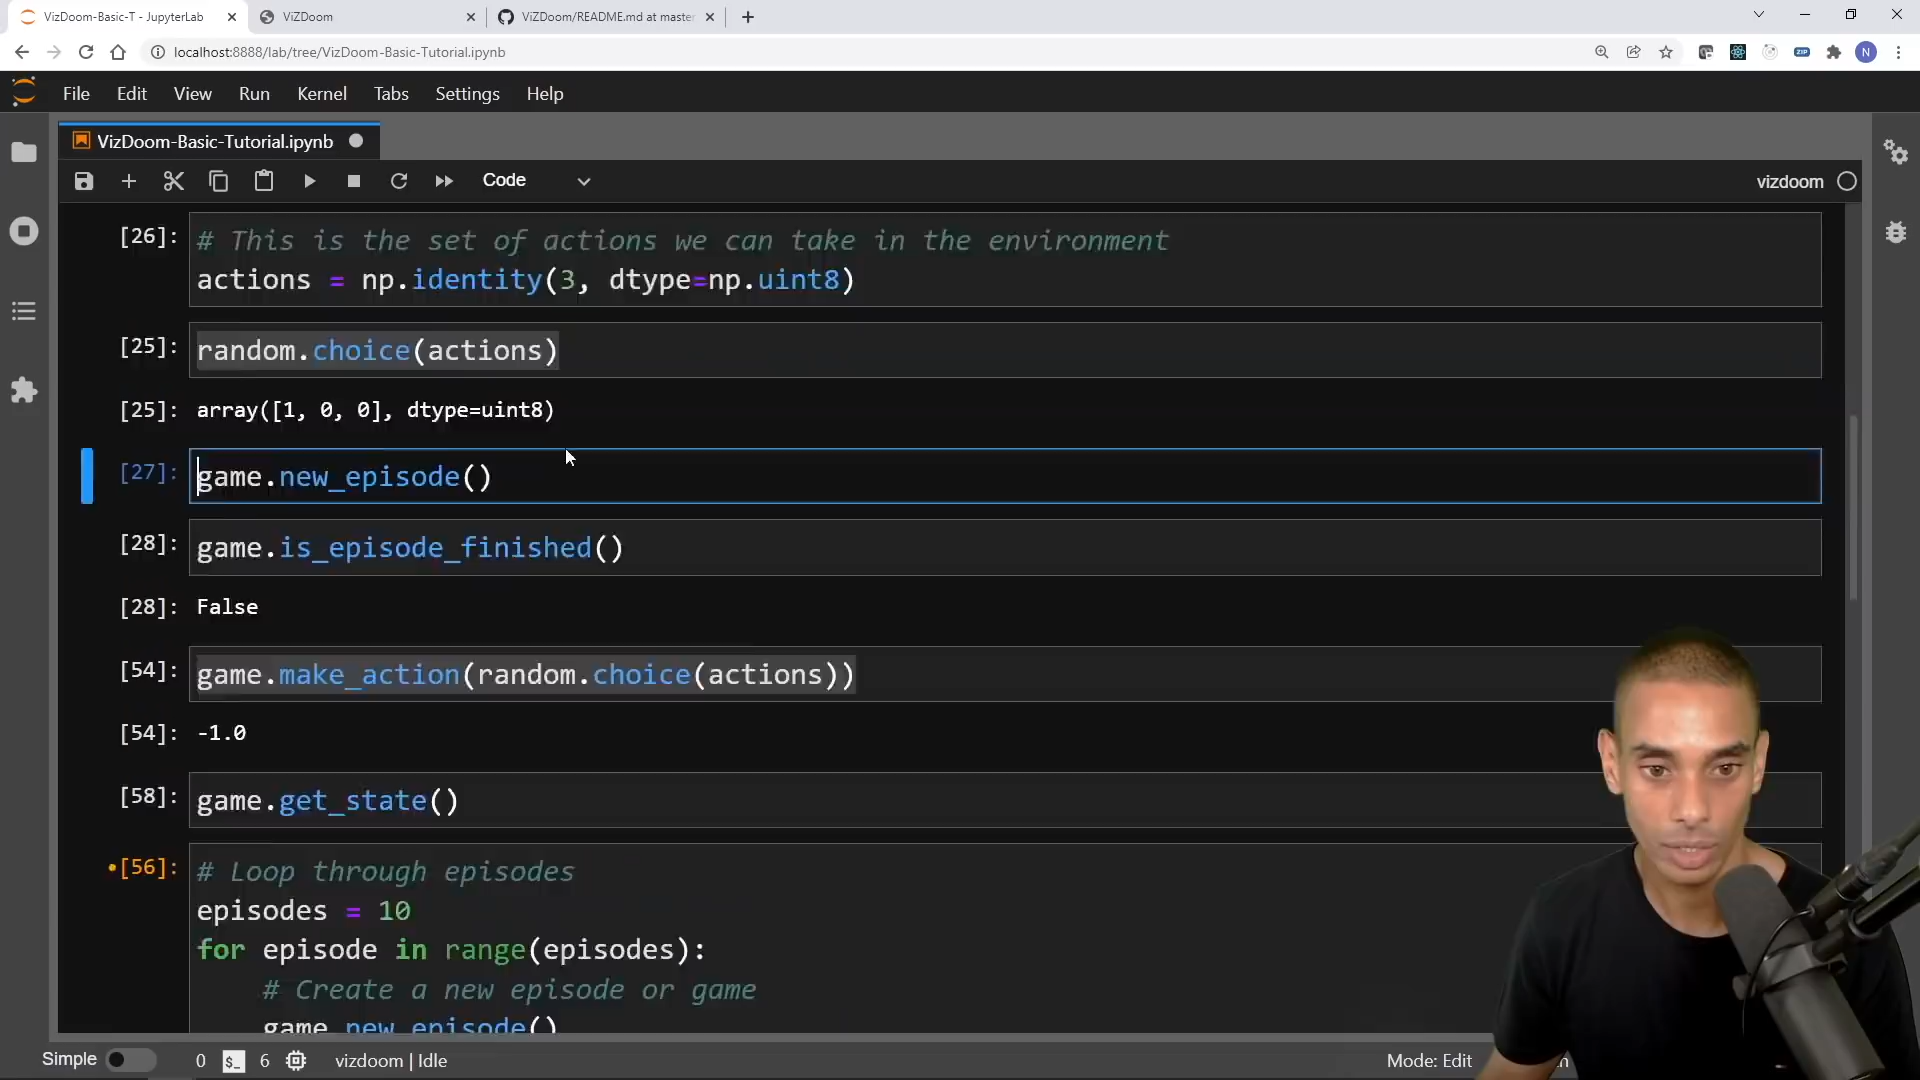 VizDoom-Basic-T - JupyterLab
ViZDoom
ViZDoom/README.md at master
localhost:8888/lab/tree/VizDoom-Basic-Tutorial.ipynb
ZIP
N
File Edit View Run Kernel Tabs Settings Help
VizDoom-Basic-Tutorial.ipynb
Code
vizdoom
[26]: # This is the set of actions we can take in the environment
actions = np.identity(3, dtype=np.uint8)
[25]: random.choice(actions)
[25]: array([1, 0, 0], dtype=uint8)
[27]: game.new_episode()
[28]: game.is_episode_finished()
[28]: False
[54]: game.make_action(random.choice(actions))
[54]: -1.0
[58]: game.get_state()
•[56]: # Loop through episodes
episodes = 10
for episode in range(episodes):
# Create a new episode or game
game.new_episode()
Simple 0 $_ 6 vizdoom | Idle Mode: Edit